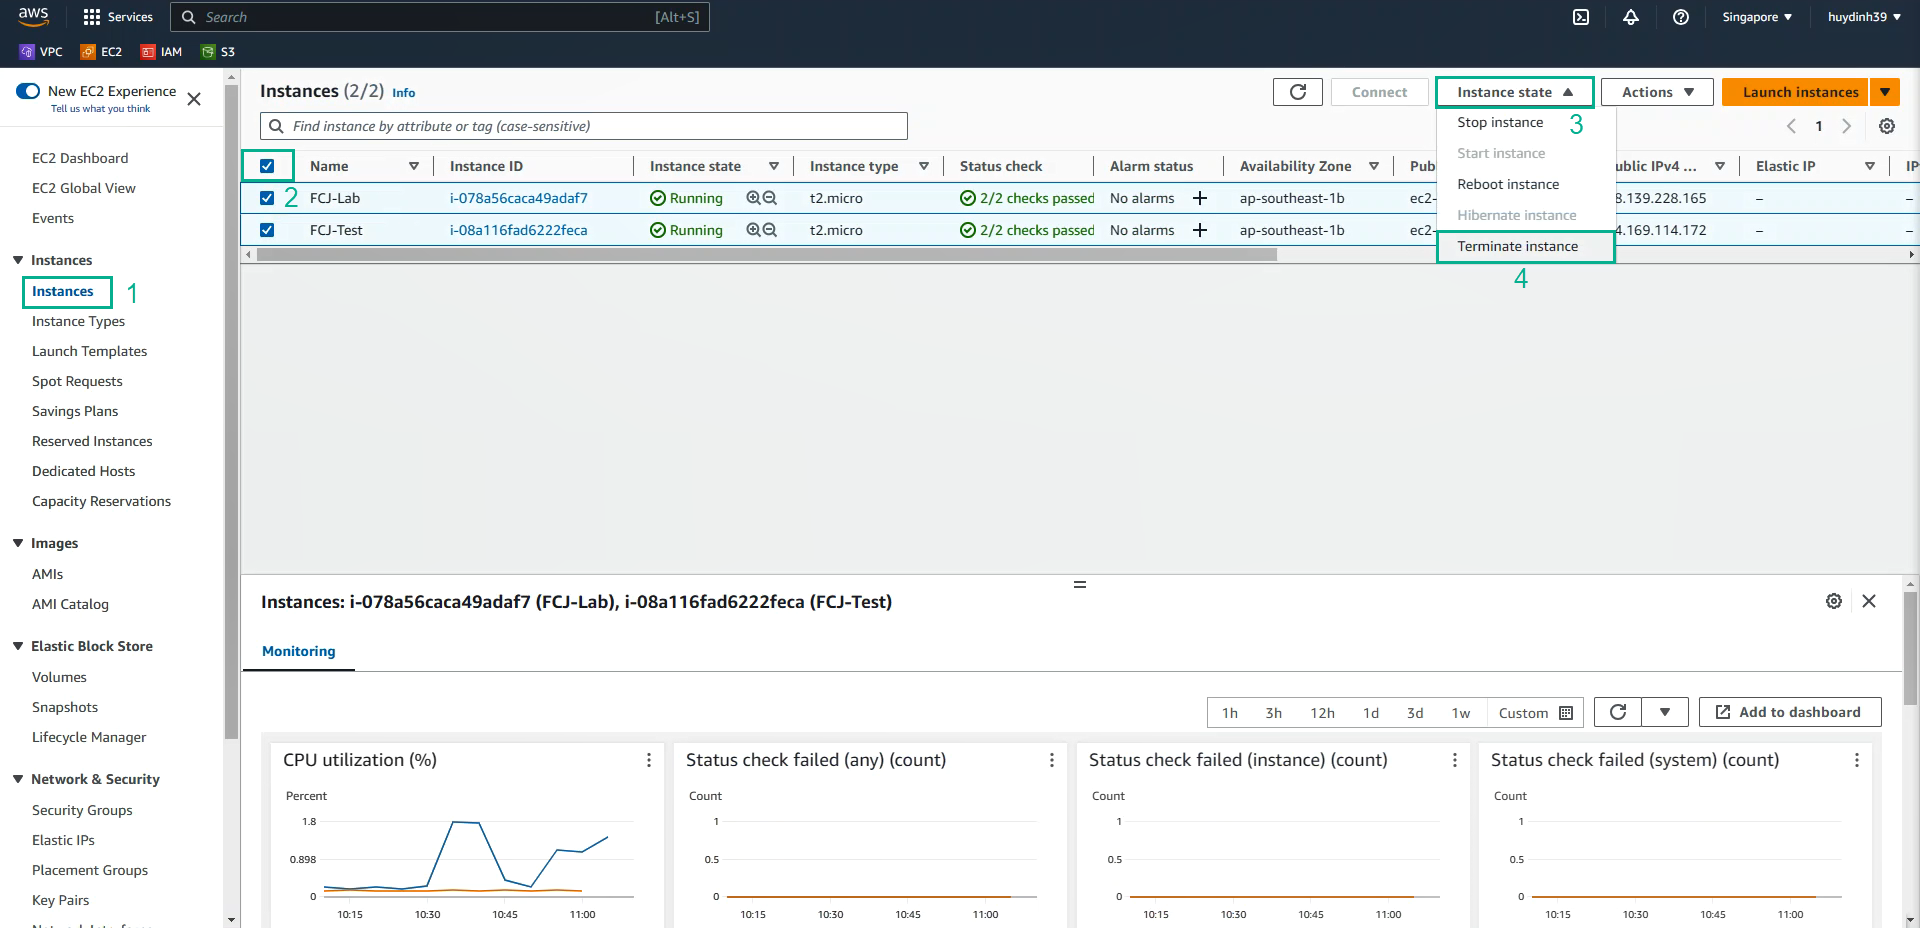 aws Services Search [Alt+S] Singapore huydinh39
VPC EC2 IAM S3
New EC2 Experience
Tell us what you think
EC2 Dashboard
EC2 Global View
Events
Instances
Instances 1
Instance Types
Launch Templates
Spot Requests
Savings Plans
Reserved Instances
Dedicated Hosts
Capacity Reservations
Images
AMIs
AMI Catalog
Elastic Block Store
Volumes
Snapshots
Lifecycle Manager
Network & Security
Security Groups
Elastic IPs
Placement Groups
Key Pairs
Instances (2/2) Info Connect Instance state Actions Launch instances
Find instance by attribute or tag (case-sensitive) 1
Stop instance 3
Start instance
Reboot instance
Hibernate instance
Terminate instance
4
Name Instance ID Instance state Instance type Status check Alarm status Availability Zone Pub ublic IPv4 ... Elastic IP IP
2 FCJ-Lab i-078a56caca49adaf7 Running t2.micro 2/2 checks passed No alarms + ap-southeast-1b ec2- 8.139.228.165 – –
FCJ-Test i-08a116fad6222feca Running t2.micro 2/2 checks passed No alarms + ap-southeast-1b ec2- 4.169.114.172 – –
Instances: i-078a56caca49adaf7 (FCJ-Lab), i-08a116fad6222feca (FCJ-Test)
Monitoring
1h 3h 12h 1d 3d 1w Custom Add to dashboard
CPU utilization (%)
Percent
1.8
0.898
0
10:15 10:30 10:45 11:00
Status check failed (any) (count)
Count
1
0.5
0
10:15 10:30 10:45 11:00
Status check failed (instance) (count)
Count
1
0.5
0
10:15 10:30 10:45 11:00
Status check failed (system) (count)
Count
1
0.5
0
10:15 10:30 10:45 11:00